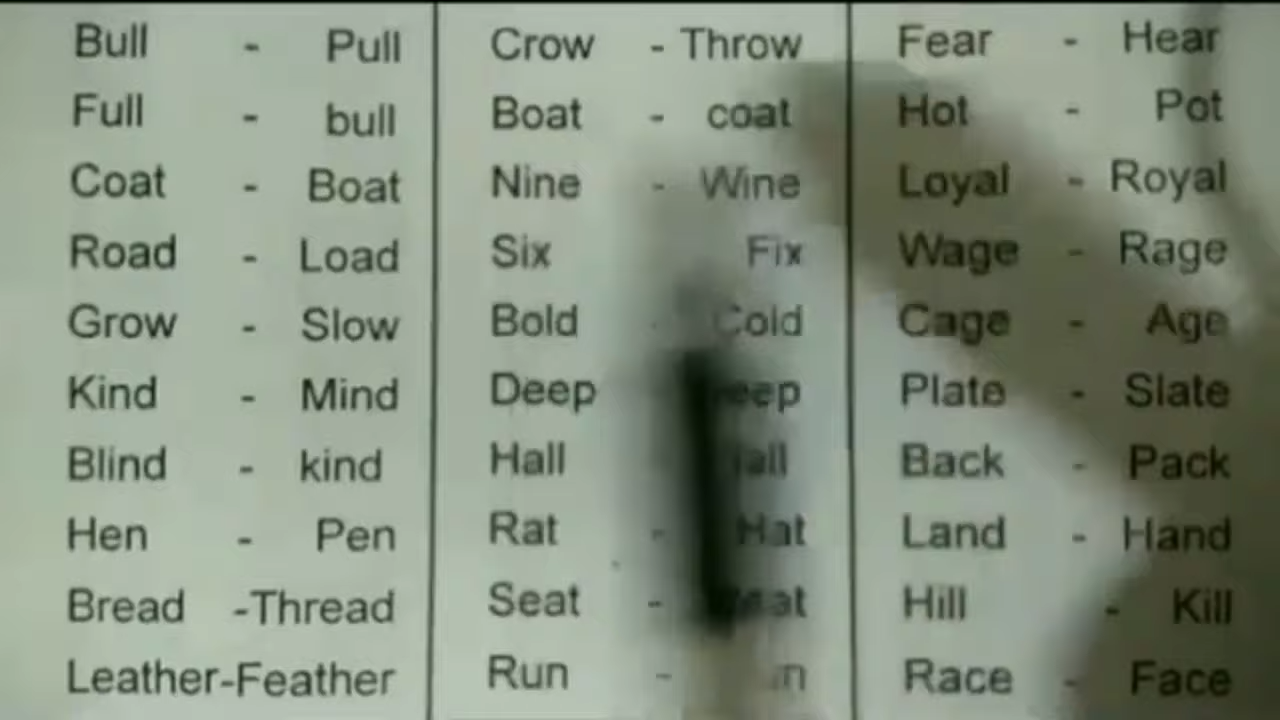 Bull - Pull
Full - bull
Coat - Boat
Road - Load
Grow - Slow
Kind - Mind
Blind - kind
Hen - Pen
Bread -Thread
Leather-Feather
Crow - Throw
Boat - coat
Nine - Wine
Six Fix
Bold - Cold
Deep
Hall
Rat - Hat
Seat -
Run -
Fear - Hear
Hot - Pot
Loyal - Royal
Wage - Rage
Cage - Age
Plate - Slate
Back - Pack
Land - Hand
Hill - Kill
Race - Face